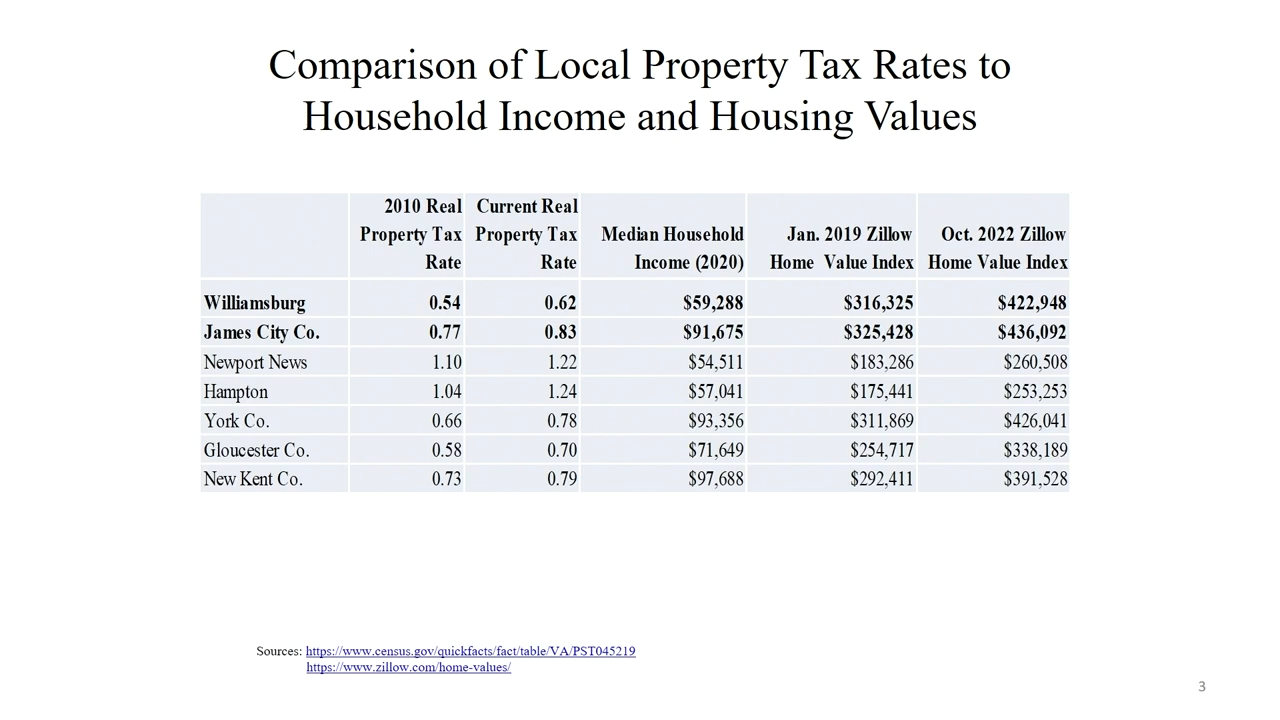 Comparison of Local Property Tax Rates to
Household Income and Housing Values
2010 Real Current Real
Property Tax Property Tax Median Household Jan. 2019 Zillow Oct. 2022 Zillow
Rate Rate Income (2020) Home Value Index Home Value Index
Williamsburg 0.54 0.62 $59,288 $316,325 $422,948
James City Co. 0.77 0.83 $91,675 $325,428 $436,092
Newport News 1.10 1.22 $54,511 $183,286 $260,508
Hampton 1.04 1.24 $57,041 $175,441 $253,253
York Co. 0.66 0.78 $93,356 $311,869 $426,041
Gloucester Co. 0.58 0.70 $71,649 $254,717 $338,189
New Kent Co. 0.73 0.79 $97,688 $292,411 $391,528
Sources: https://www.census.gov/quickfacts/fact/table/VA/PST045219
https://www.zillow.com/home-values/
3